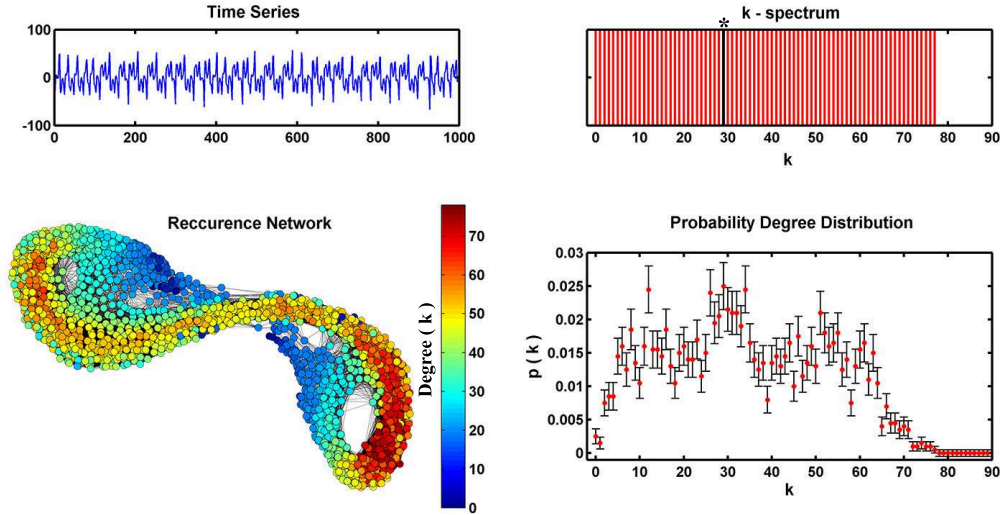 Time Series
100
0
-100
0 200 400 600 800 1000
k - spectrum
*
0 10 20 30 40 50 60 70 80 90
k
Reccurence Network
70
60
50
40
30
20
10
0
Degree ( k )
Probability Degree Distribution
0.03
0.025
0.02
0.015
0.01
0.005
0
p ( k )
0 10 20 30 40 50 60 70 80 90
k